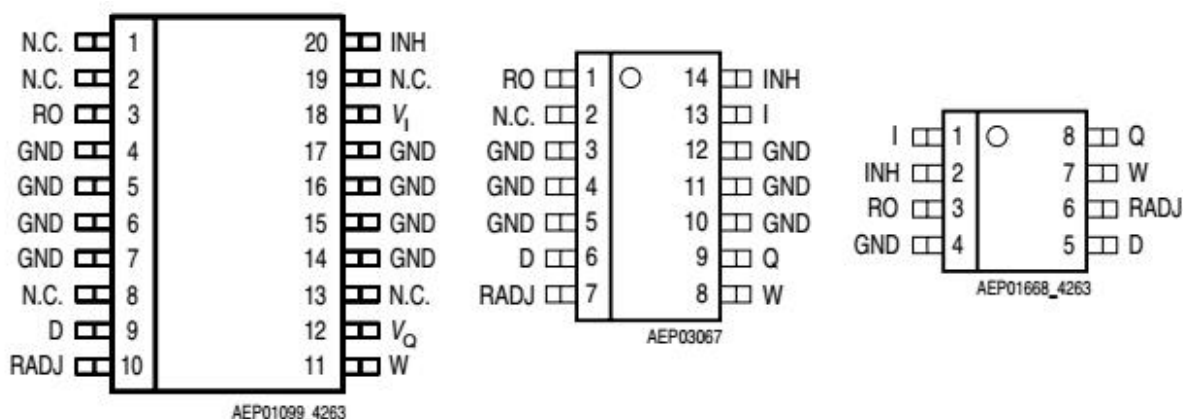 N.C. 1 20 INH
N.C. 2 19 N.C.
RO 3 18 VI
GND 4 17 GND
GND 5 16 GND
GND 6 15 GND
GND 7 14 GND
N.C. 8 13 N.C.
D 9 12 VQ
RADJ 10 11 W
AEP01099_4263
RO 1 14 INH
N.C. 2 13 I
GND 3 12 GND
GND 4 11 GND
GND 5 10 GND
D 6 9 Q
RADJ 7 8 W
AEP03067
I 1 8 Q
INH 2 7 W
RO 3 6 RADJ
GND 4 5 D
AEP01668_4263